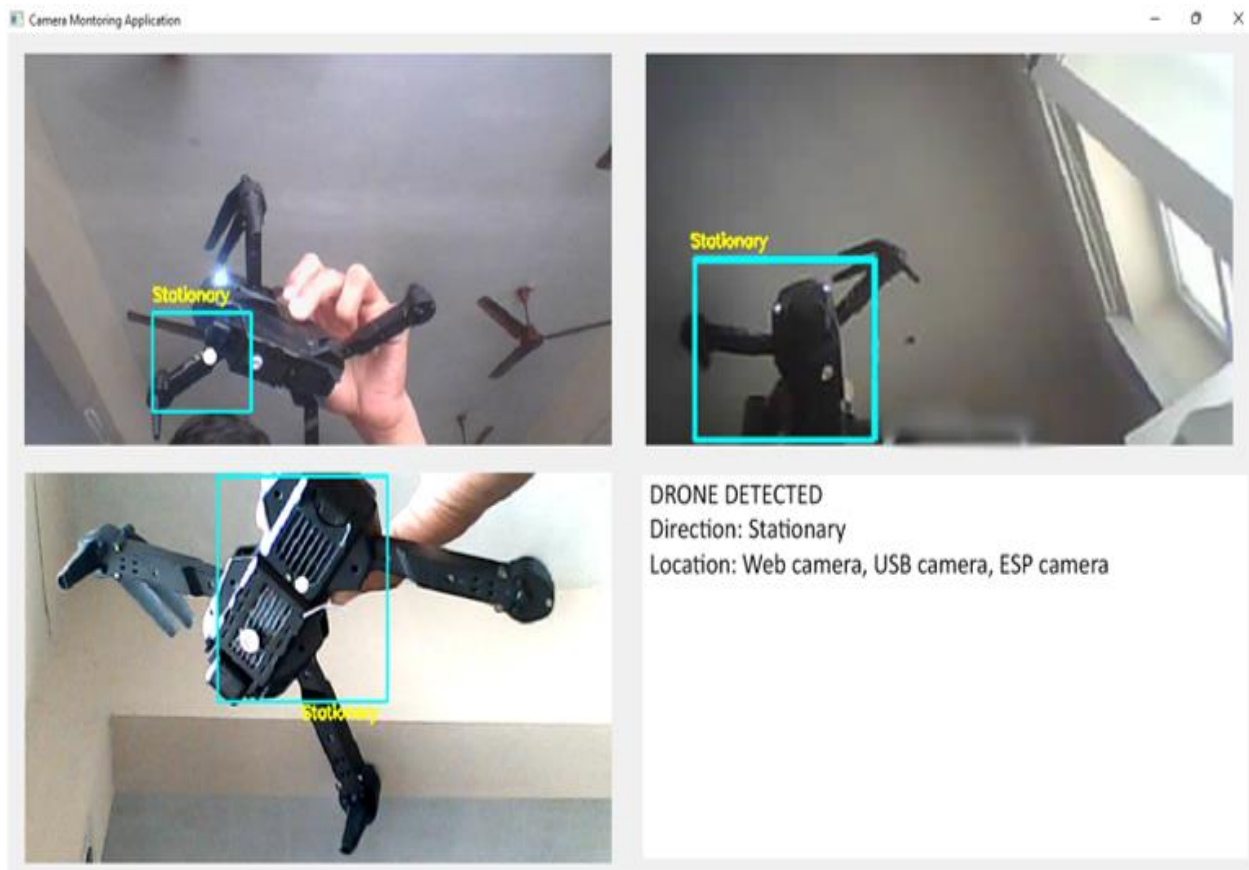 Camera Montoring Application
Stationary
Stationary
Stationary
DRONE DETECTED
Direction: Stationary
Location: Web camera, USB camera, ESP camera